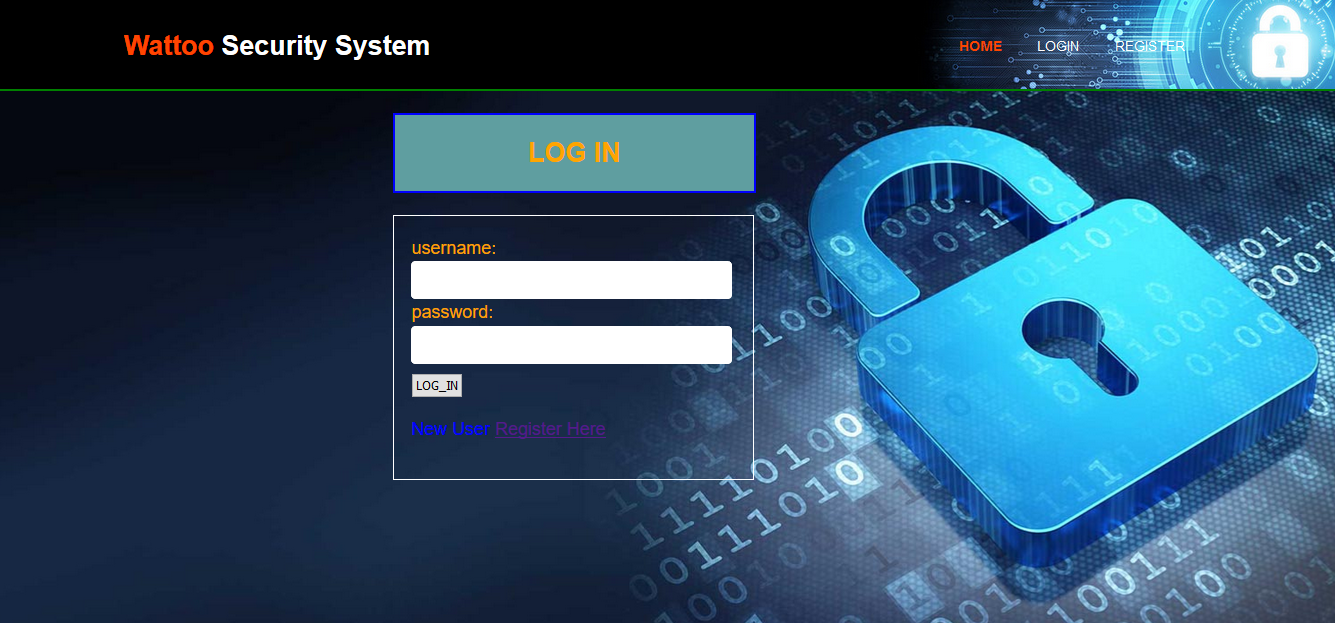 Wattoo Security System
HOME LOGIN REGISTER
LOG IN
username:
password:
LOG_IN
New User Register Here